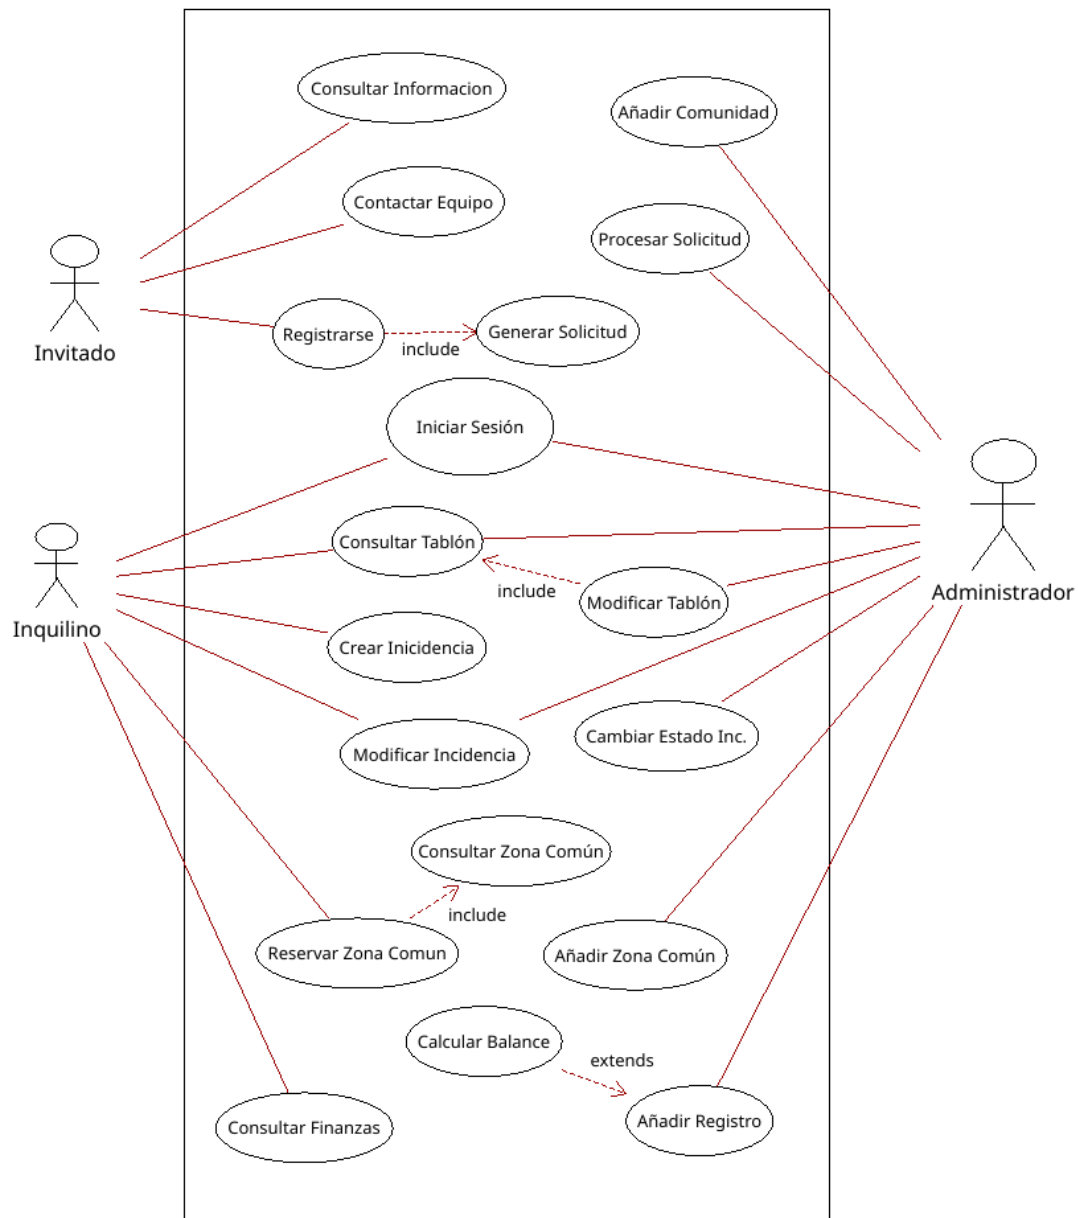 Consultar Informacion
Añadir Comunidad
Contactar Equipo
Procesar Solicitud
Invitado
Registrarse
include
Generar Solicitud
Iniciar Sesión
Consultar Tablón
include
Modificar Tablón
Administrador
Inquilino
Crear Inicidencia
Modificar Incidencia
Cambiar Estado Inc.
Consultar Zona Común
include
Reservar Zona Comun
Añadir Zona Común
Calcular Balance
extends
Añadir Registro
Consultar Finanzas